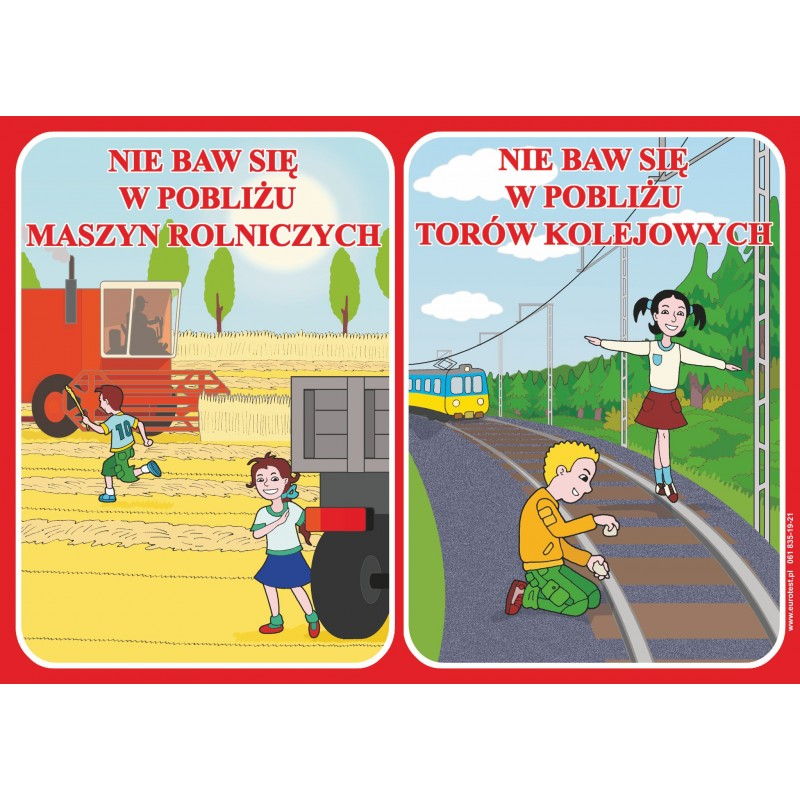 NIE BAW SIĘ
W POBLIŻU
MASZYN ROLNICZYCH
10
NIE BAW SIĘ
W POBLIŻU
TORÓW KOLEJOWYCH
www.eurotest.pl 061 835-19-21